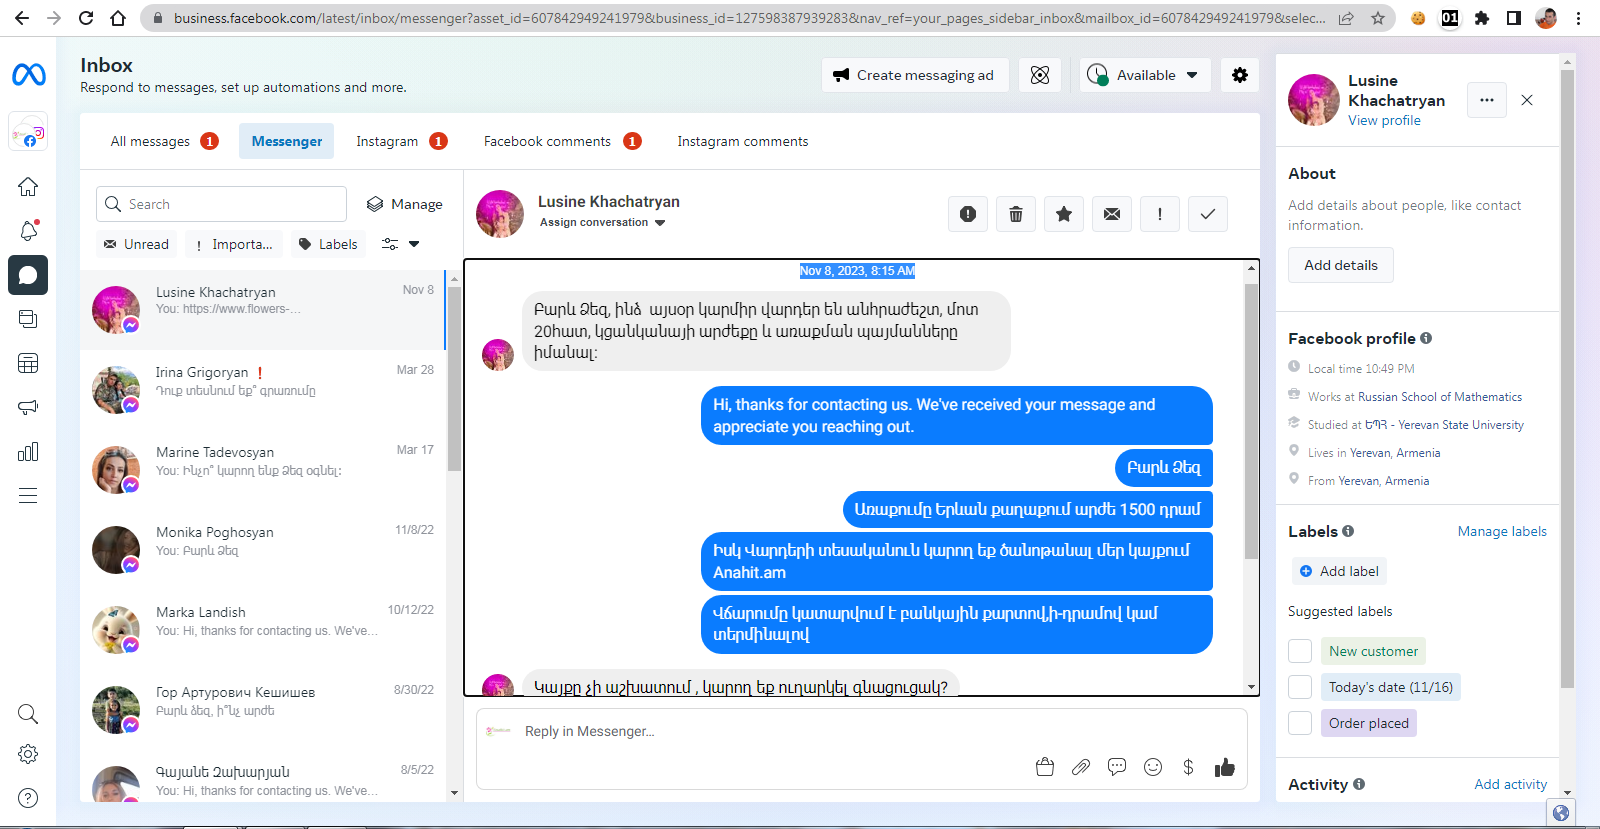 business.facebook.com/latest/inbox/messenger?asset_id=607842949241979&business_id=127598387939283&nav_ref=your_pages_sidebar_inbox&mailbox_id=607842949241979&selec...
01
Inbox
Respond to messages, set up automations and more.
Create messaging ad
Available
All messages 1
Messenger
Instagram 1
Facebook comments 1
Instagram comments
Search
Manage
Unread
! Importa...
Labels
Lusine Khachatryan
Nov 8
You: https://www.flowers-...
Irina Grigoryan !
Mar 28
Դուք տեսնում եք՞ գրառումը
Marine Tadevosyan
Mar 17
You: Ինչո՞ կարող ենք Ձեզ օգնել:
Monika Poghosyan
11/8/22
You: Բարև Ձեզ
Marka Landish
10/12/22
You: Hi, thanks for contacting us. We've...
Гор Артурович Кешишев
8/30/22
Բարև ձեզ, ի՞նչ արժե
Գայանե Զախարյան
8/5/22
You: Hi, thanks for contacting us. We've...
Lusine Khachatryan
Assign conversation
Nov 8, 2023, 8:15 AM
Բարև Ձեզ, ինձ այսօր կարմիր վարդեր են անհրաժեշտ, մոտ
20հատ, կցանկանայի արժեքը և առաքման պայմանները
իմանալ:
Hi, thanks for contacting us. We've received your message and
appreciate you reaching out.
Բարև Ձեզ
Առաքումը Երևան քաղաքում արժե 1500 դրամ
Իսկ Վարդերի տեսականուն կարող եք ծանոթանալ մեր կայքում
Anahit.am
Վճարումը կատարվում է բանկային քարտով,ի-դրամով կամ
տերմինալով
Կայքը չի աշխատում , կարող եք ուղարկել գնացուցակ?
Reply in Messenger...
Lusine
Khachatryan
View profile
About
Add details about people, like contact
information.
Add details
Facebook profile
Local time 10:49 PM
Works at Russian School of Mathematics
Studied at ԵՊՀ - Yerevan State University
Lives in Yerevan, Armenia
From Yerevan, Armenia
Labels
Manage labels
Add label
Suggested labels
New customer
Today's date (11/16)
Order placed
Activity
Add activity